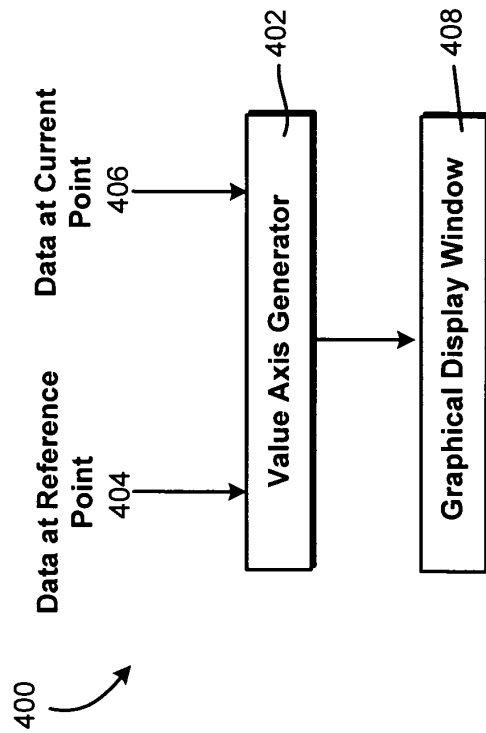 400
Data at Reference
Point
404
Data at Current
Point
406
Value Axis Generator
402
Graphical Display Window
408